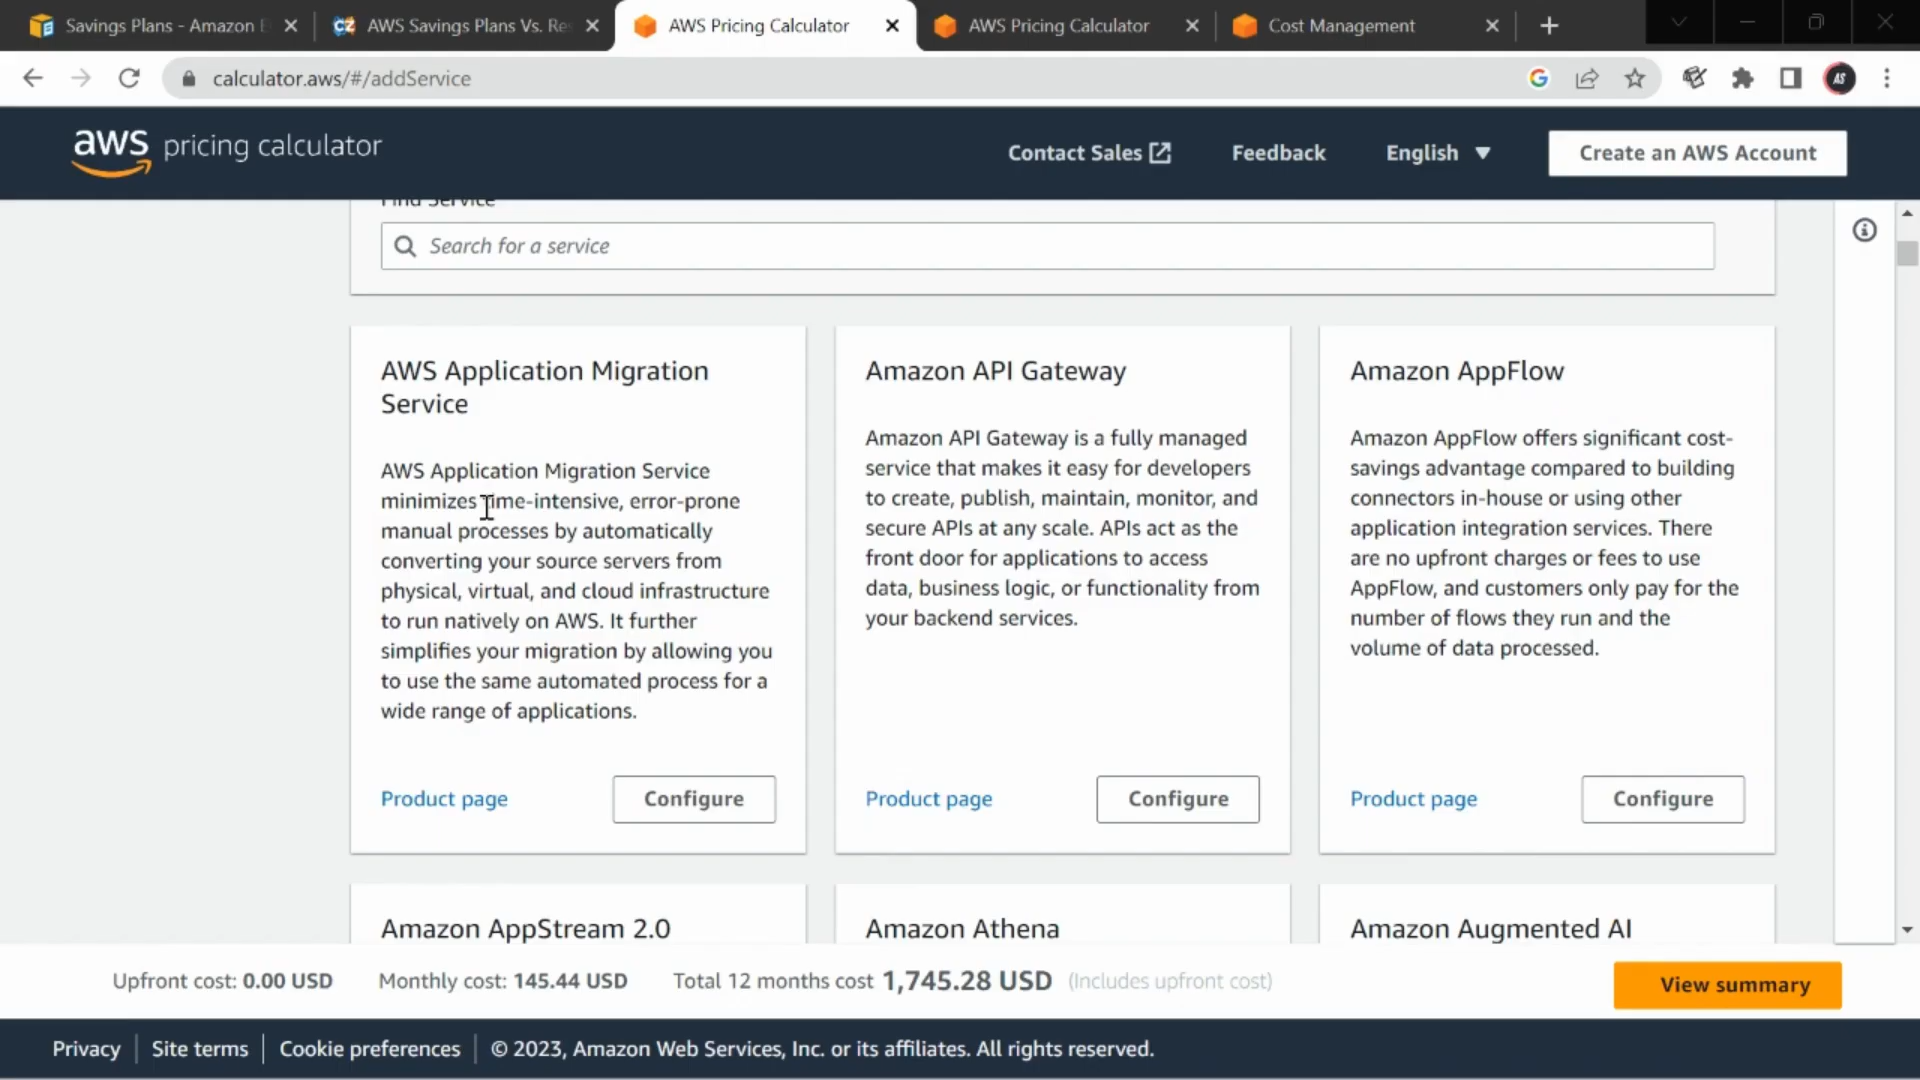 Savings Plans - Amazon E
AWS Savings Plans Vs. Re
AWS Pricing Calculator
AWS Pricing Calculator
Cost Management
calculator.aws/#/addService
AS
aws pricing calculator
Contact Sales
Feedback
English
Create an AWS Account
Find Service
Search for a service
AWS Application Migration
Service
AWS Application Migration Service
minimizes time-intensive, error-prone
manual processes by automatically
converting your source servers from
physical, virtual, and cloud infrastructure
to run natively on AWS. It further
simplifies your migration by allowing you
to use the same automated process for a
wide range of applications.
Product page
Configure
Amazon API Gateway
Amazon API Gateway is a fully managed
service that makes it easy for developers
to create, publish, maintain, monitor, and
secure APIs at any scale. APIs act as the
front door for applications to access
data, business logic, or functionality from
your backend services.
Product page
Configure
Amazon AppFlow
Amazon AppFlow offers significant cost-
savings advantage compared to building
connectors in-house or using other
application integration services. There
are no upfront charges or fees to use
AppFlow, and customers only pay for the
number of flows they run and the
volume of data processed.
Product page
Configure
Amazon AppStream 2.0
Amazon Athena
Amazon Augmented AI
Upfront cost: 0.00 USD
Monthly cost: 145.44 USD
Total 12 months cost 1,745.28 USD (Includes upfront cost)
View summary
Privacy
Site terms
Cookie preferences
© 2023, Amazon Web Services, Inc. or its affiliates. All rights reserved.